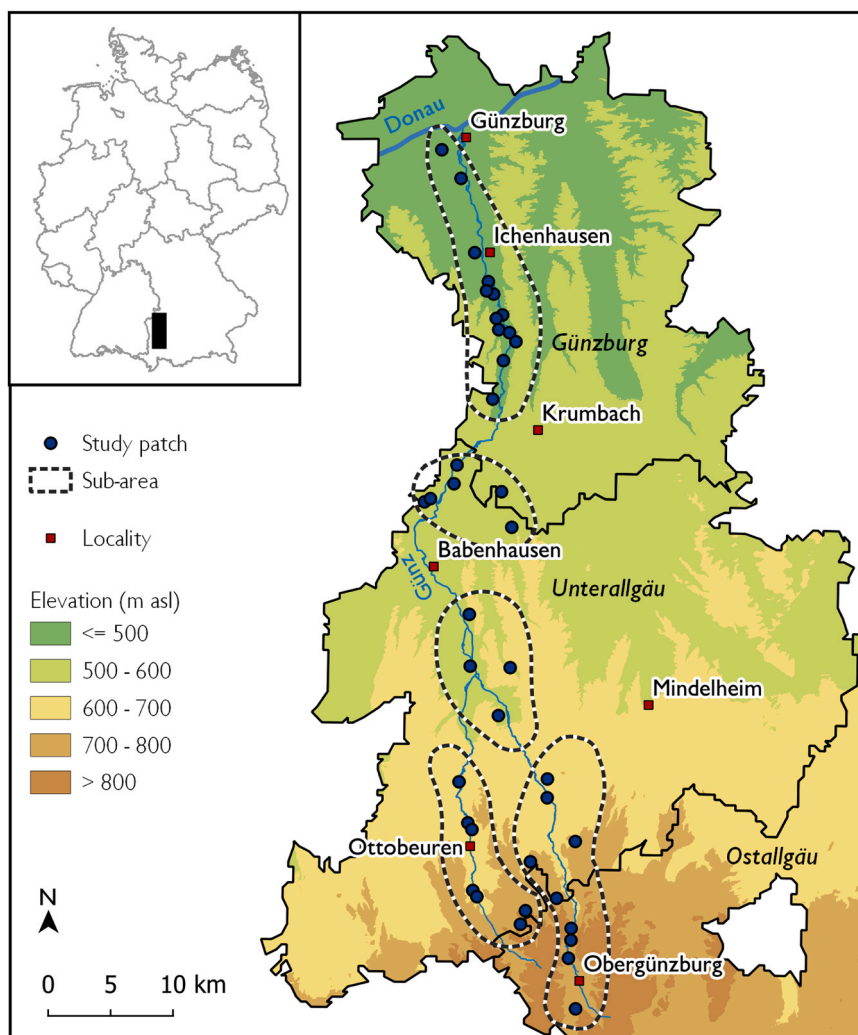 Donau
Günzburg
Ichenhausen
Günzburg
Krumbach
Study patch
Sub-area
Locality
Babenhausen
Günz
Unterallgäu
Elevation (m asl)
<= 500
500 - 600
600 - 700
700 - 800
> 800
Mindelheim
Ottobeuren
Ostallgäu
N
Obergünzburg
0 5 10 km